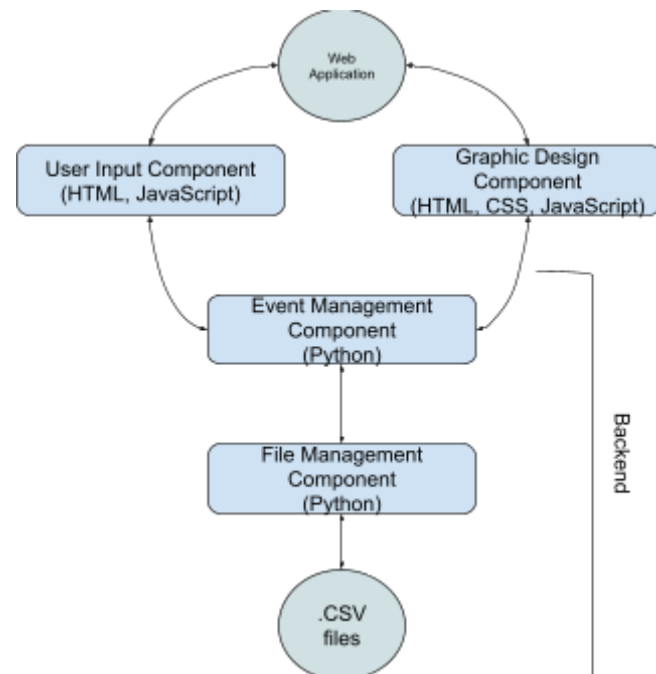 Web
Application
User Input Component
(HTML, JavaScript)
Graphic Design
Component
(HTML, CSS, JavaScript)
Event Management
Component
(Python)
File Management
Component
(Python)
Backend
.CSV
files